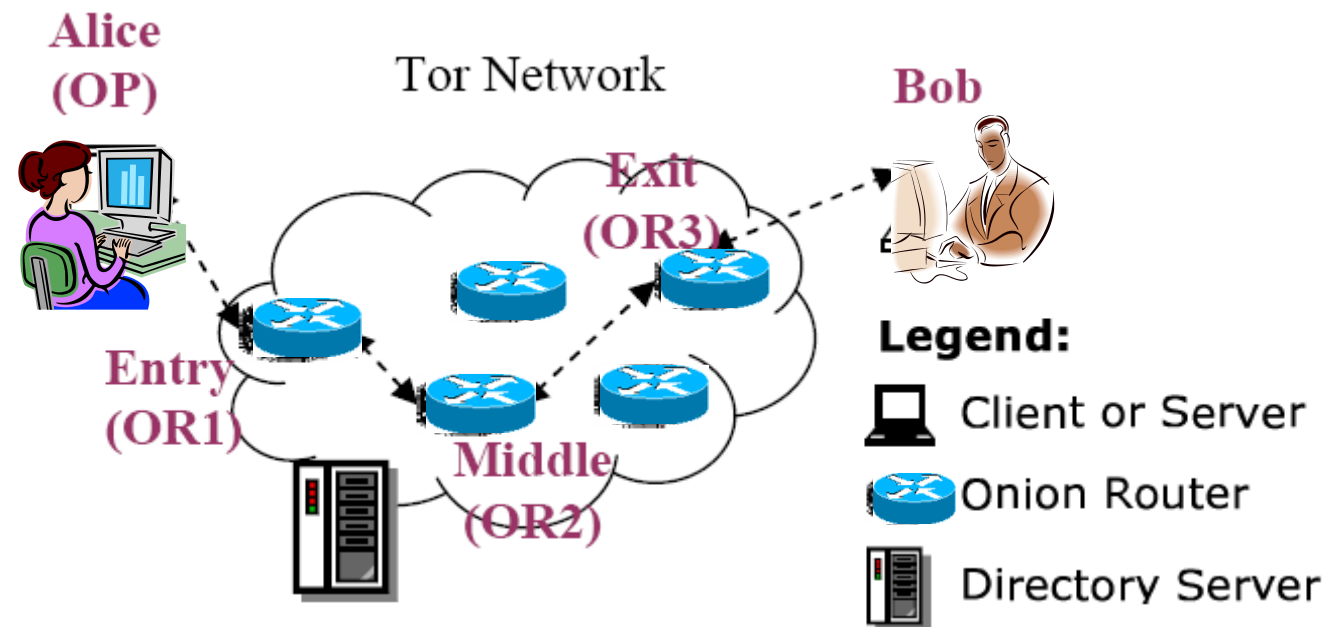 Alice
(OP)
Tor Network
Bob
Exit
(OR3)
Entry
(OR1)
Middle
(OR2)
Legend:
Client or Server
Onion Router
Directory Server